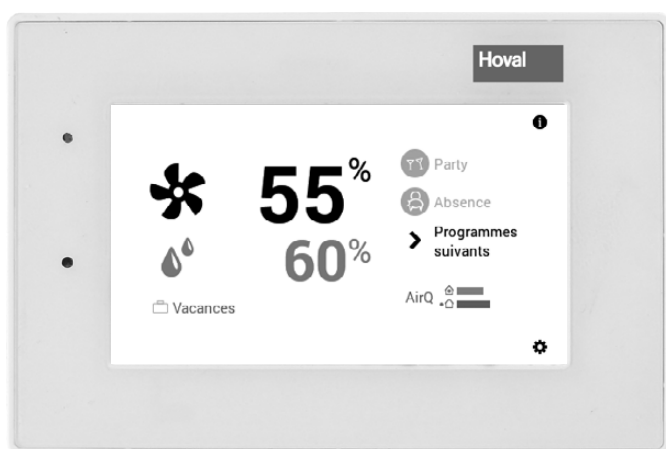 Hoval
55%
60%
Vacances
Party
Absence
Programmes
suivants
AirQ